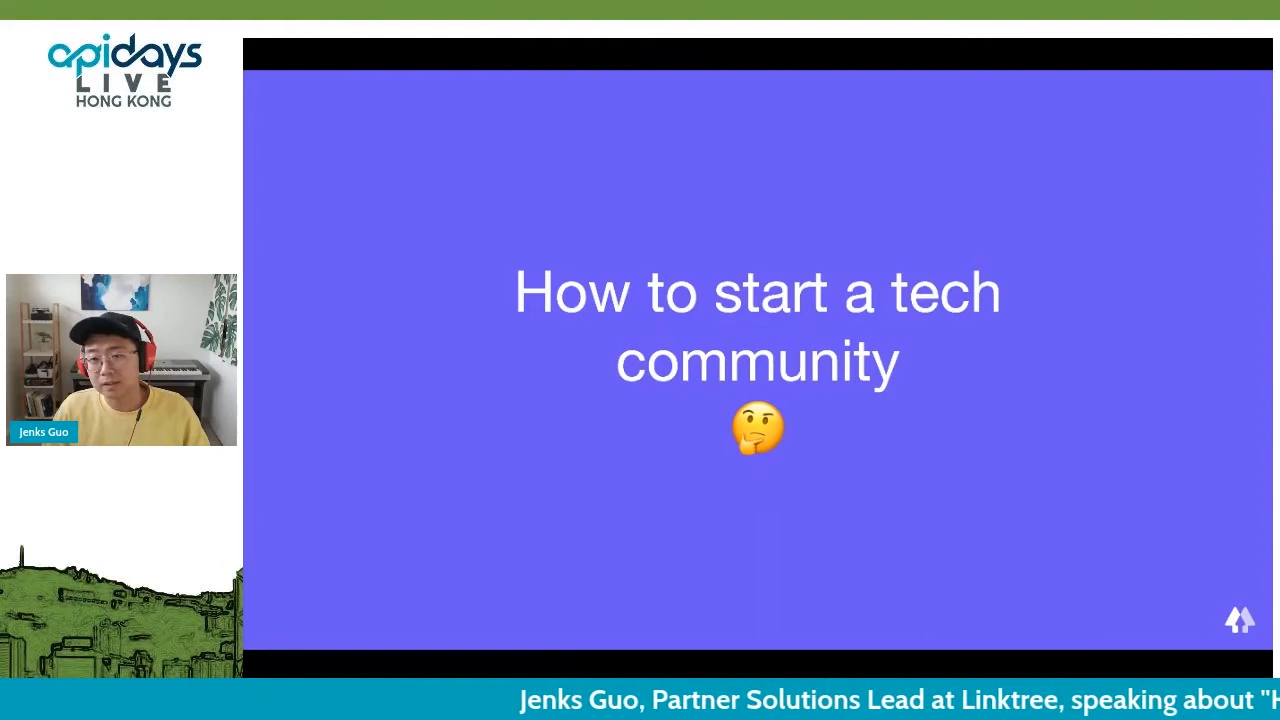 apidays
LIVE
HONG KONG
How to start a tech
community
Jenks Guo
Jenks Guo, Partner Solutions Lead at Linktree, speaking about "H